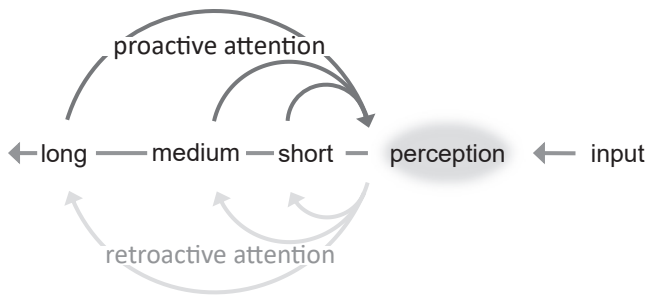 proactive attention
long medium short perception input
retroactive attention